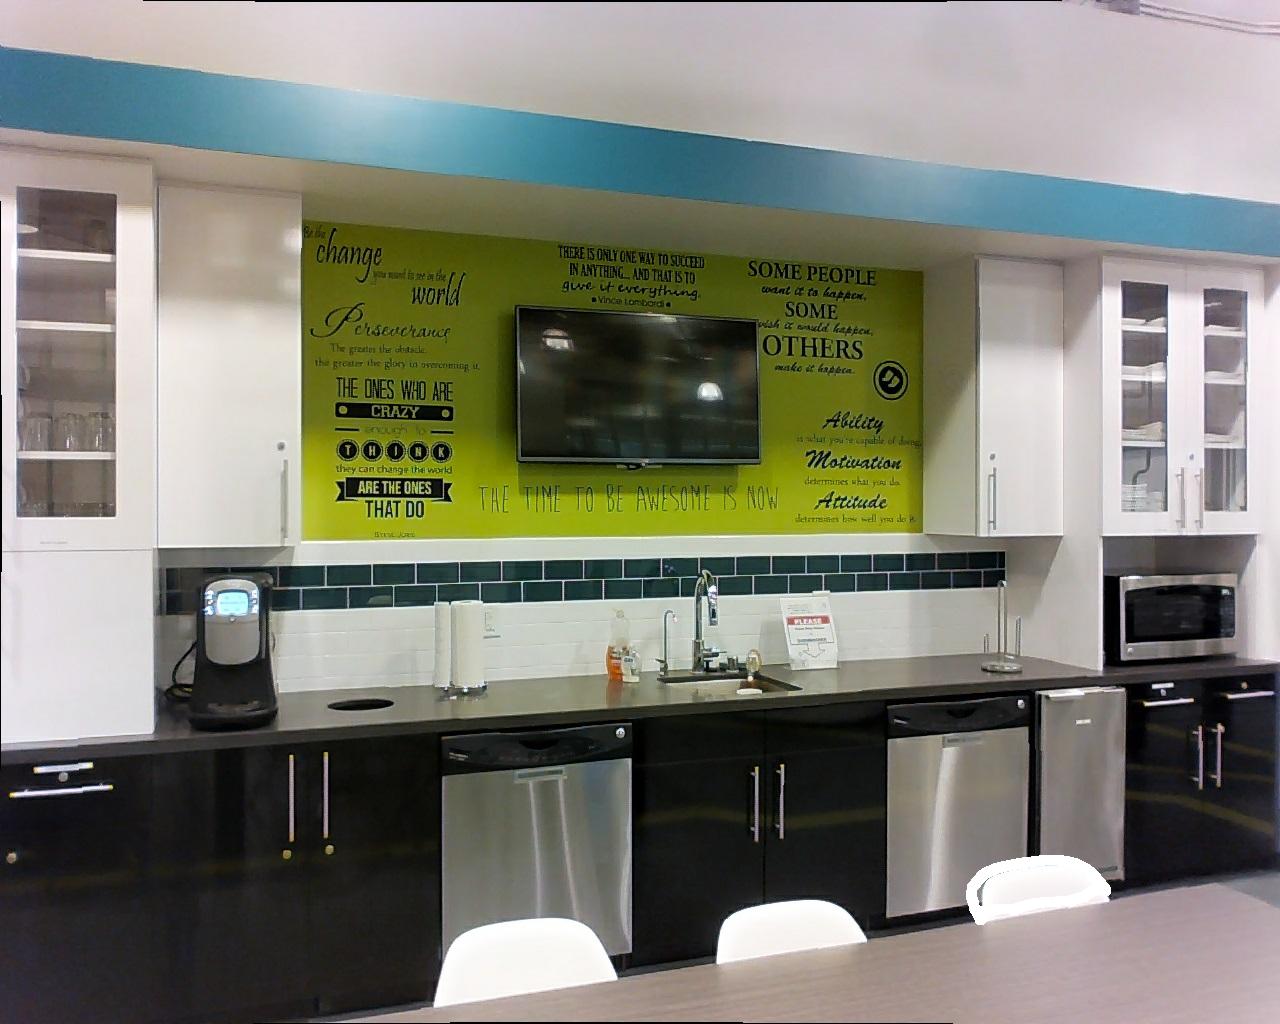 Be the
change
you want to see in the
world
Perseverance
The greater the obstacle,
the greater the glory in overcoming it.
THE ONES WHO ARE
CRAZY
enough to
THINK
they can change the world
ARE THE ONES
THAT DO
THERE IS ONLY ONE WAY TO SUCCEED
IN ANYTHING... AND THAT IS TO
give it everything.
Vince Lombardi
SOME PEOPLE
want it to happen,
SOME
wish it would happen,
OTHERS
make it happen.
Ability
is what you're capable of doing.
Motivation
determines what you do.
Attitude
determines how well you do it.
THE TIME TO BE AWESOME IS NOW
PLEASE